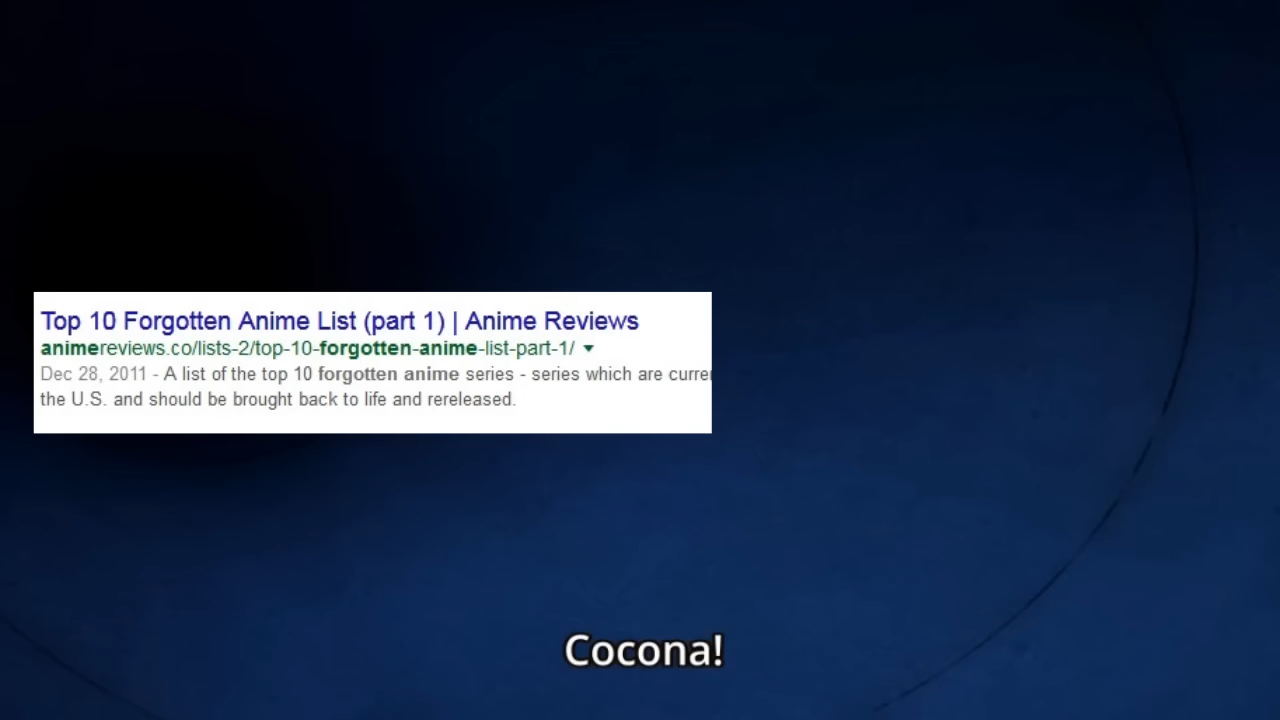 Top 10 Forgotten Anime List (part 1) | Anime Reviews
animereviews.co/lists-2/top-10-forgotten-anime-list-part-1/
Dec 28, 2011 - A list of the top 10 forgotten anime series - series which are
the U.S. and should be brought back to life and rereleased.
Cocona!